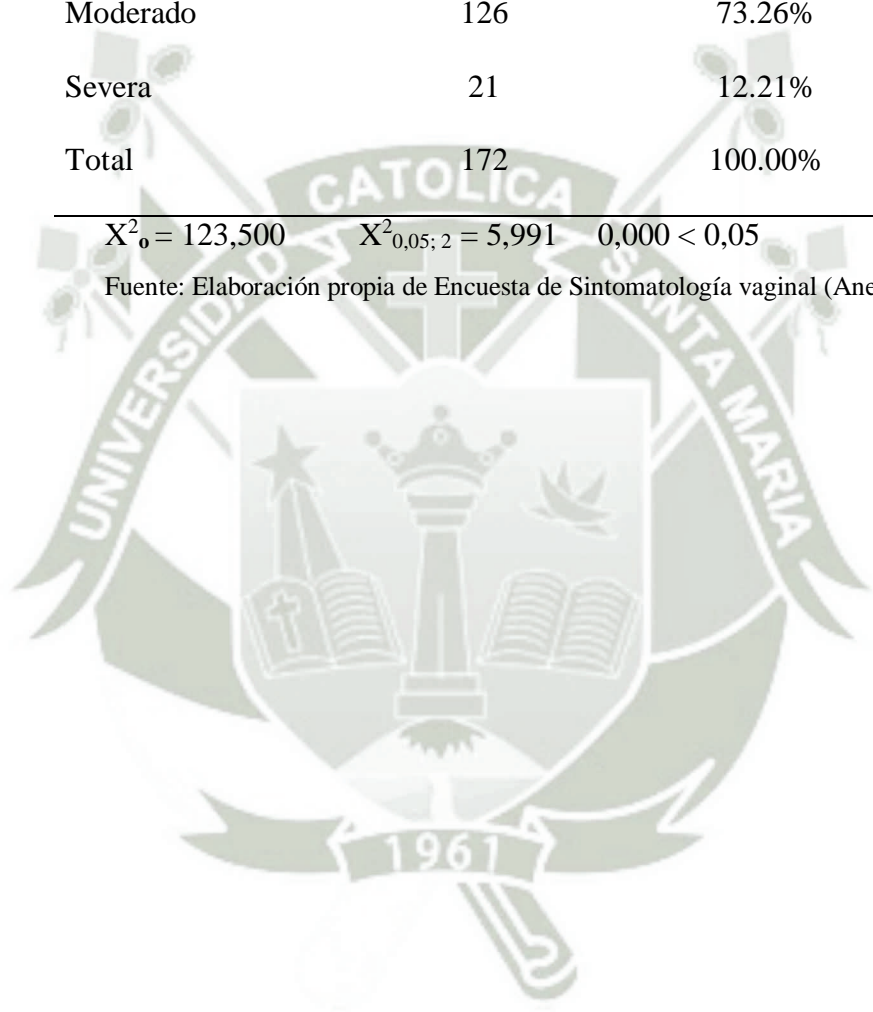 Moderado 126 73.26%
Severa 21 12.21%
Total 172 100.00%
X²o = 123,500 X²0,05; 2 = 5,991 0,000 < 0,05
Fuente: Elaboración propia de Encuesta de Sintomatología vaginal
UNIVERSIDAD CATOLICA SANTA MARIA
1961